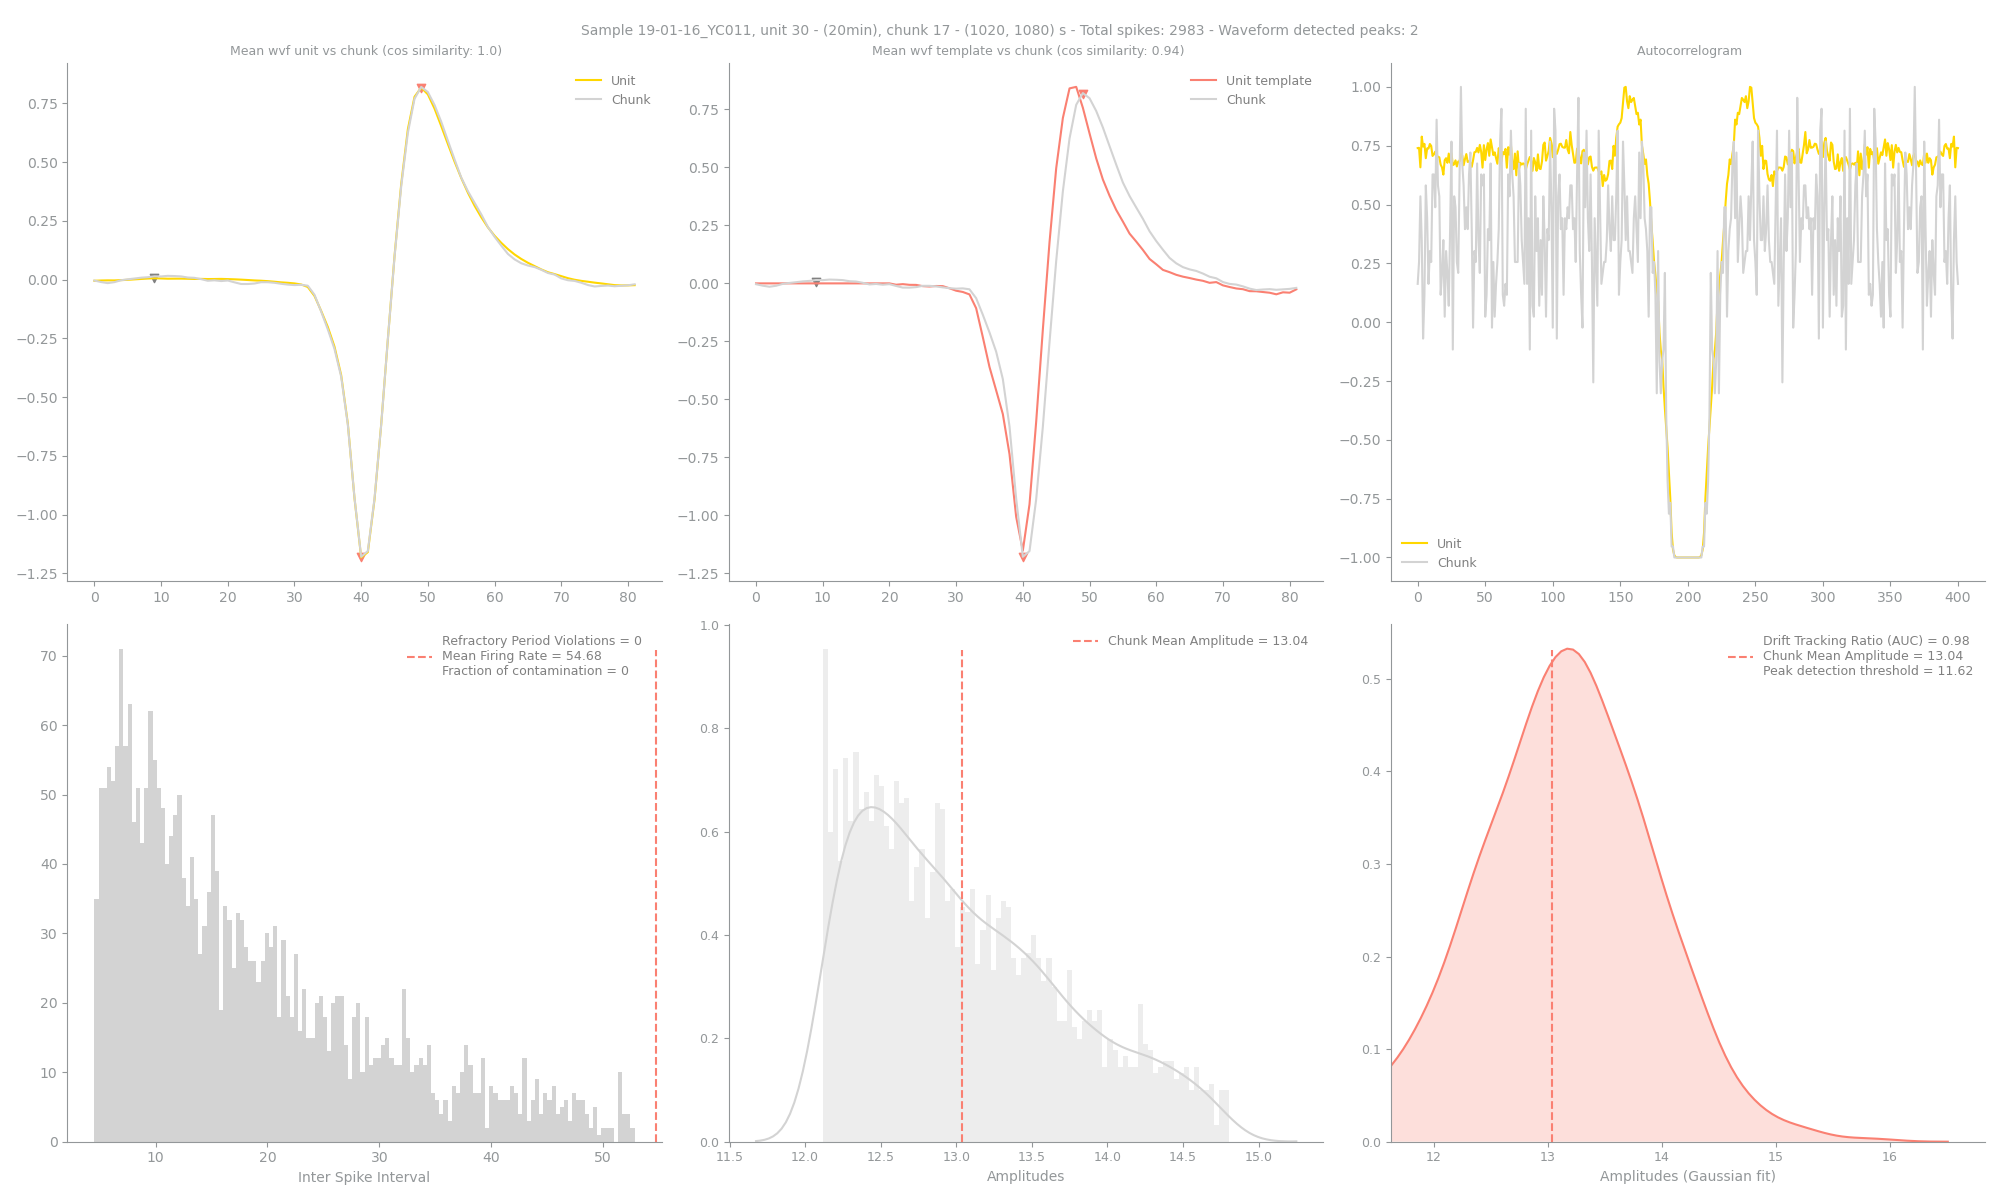 Sample 19-01-16_YC011, unit 30 - (20min), chunk 17 - (1020, 1080) s - Total spikes: 2983 - Waveform detected peaks: 2
Mean wvf unit vs chunk (cos similarity: 1.0)
Unit
Chunk
0.75
0.50
0.25
0.00
−0.25
−0.50
−0.75
−1.00
−1.25
0 10 20 30 40 50 60 70 80
Mean wvf template vs chunk (cos similarity: 0.94)
Unit template
Chunk
0.75
0.50
0.25
0.00
−0.25
−0.50
−0.75
−1.00
−1.25
0 10 20 30 40 50 60 70 80
Autocorrelogram
1.00
0.75
0.50
0.25
0.00
−0.25
−0.50
−0.75
−1.00
Unit
Chunk
0 50 100 150 200 250 300 350 400
Refractory Period Violations = 0
Mean Firing Rate = 54.68
Fraction of contamination = 0
70
60
50
40
30
20
10
0
10 20 30 40 50
Inter Spike Interval
Chunk Mean Amplitude = 13.04
1.0
0.8
0.6
0.4
0.2
0.0
11.5 12.0 12.5 13.0 13.5 14.0 14.5 15.0
Amplitudes
Drift Tracking Ratio (AUC) = 0.98
Chunk Mean Amplitude = 13.04
Peak detection threshold = 11.62
0.5
0.4
0.3
0.2
0.1
0.0
12 13 14 15 16
Amplitudes (Gaussian fit)